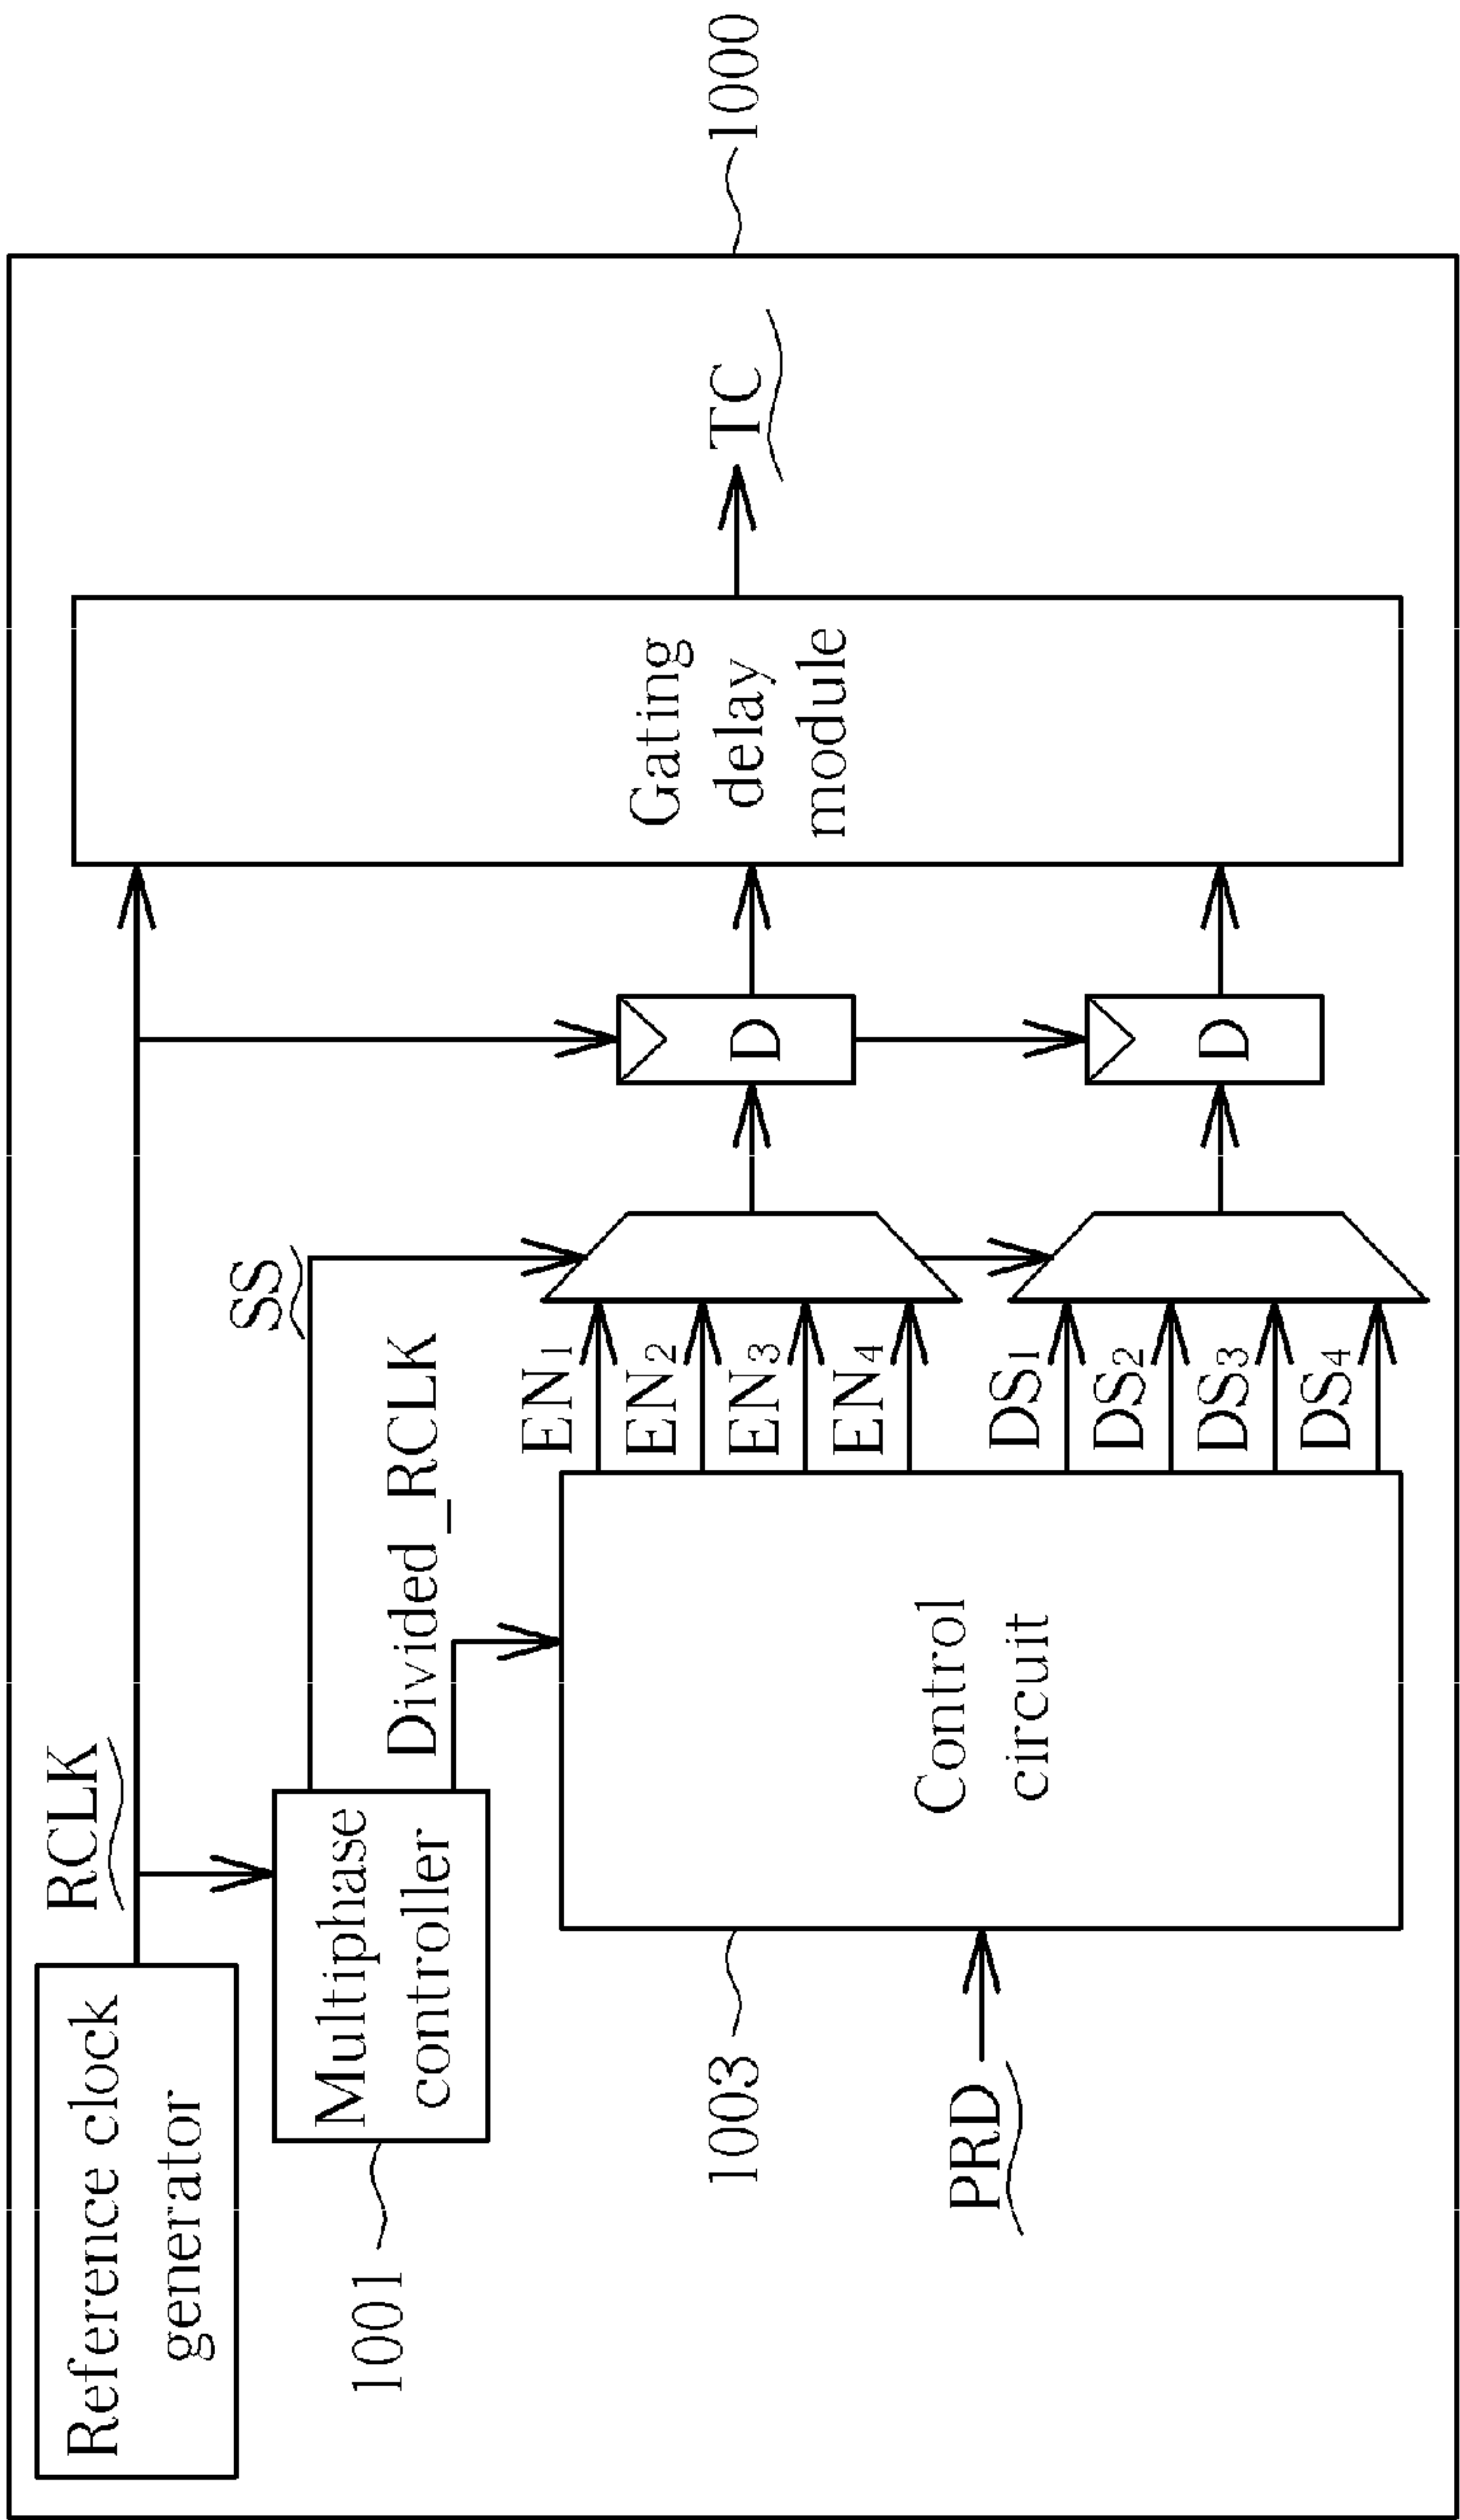 Reference clock
generator
RCLK
1001
Multiphase
controller
SS
Divided_RCLK
1003
PRD
Control
circuit
EN1
EN2
EN3
EN4
DS1
DS2
DS3
DS4
D
D
Gating
delay
module
TC
1000